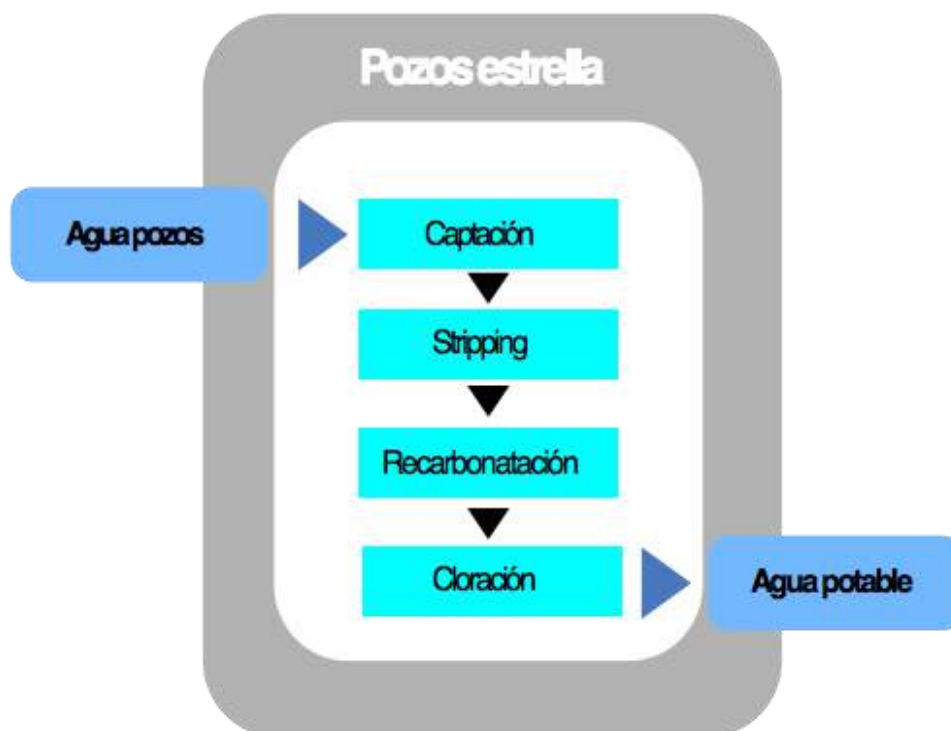 Pozos estrella
Agua pozos
Captación
Stripping
Recarbonatación
Cloración
Agua potable